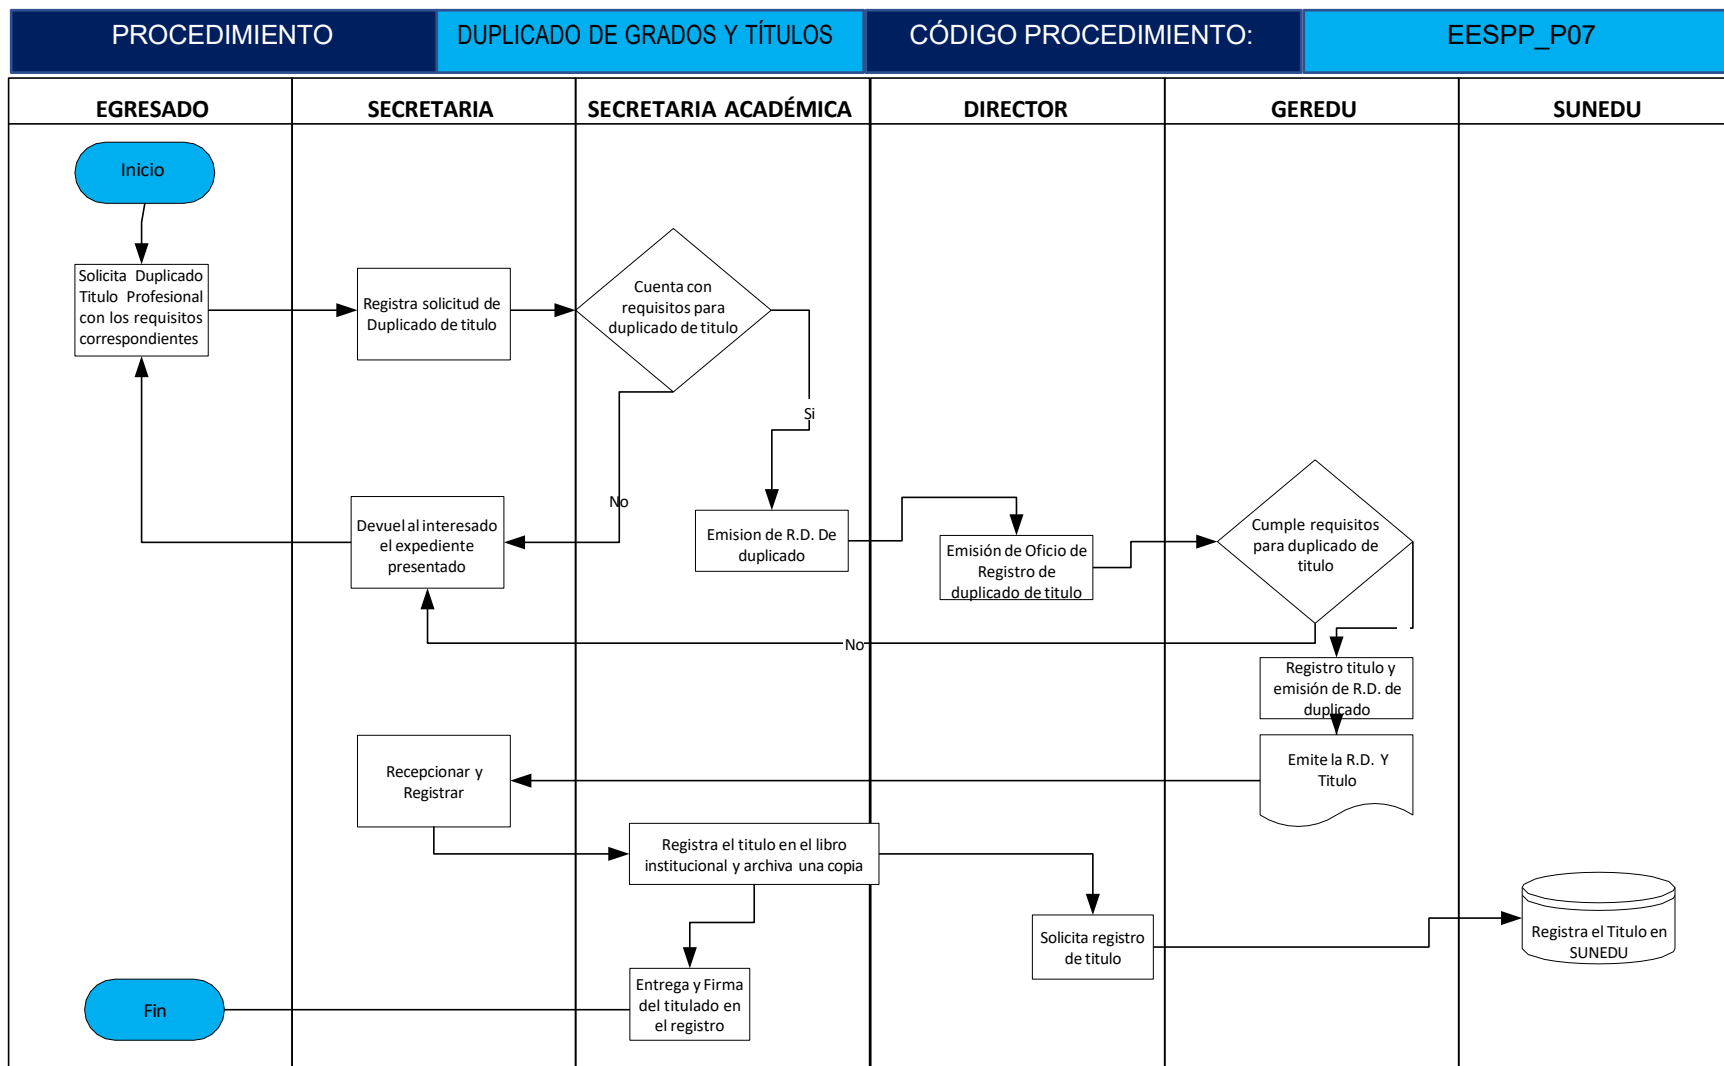 PROCEDIMIENTO
DUPLICADO DE GRADOS Y TÍTULOS
CÓDIGO PROCEDIMIENTO:
EESPP_P07
EGRESADO
SECRETARIA
SECRETARIA ACADÉMICA
DIRECTOR
GEREDU
SUNEDU
Inicio
Solicita Duplicado
Titulo Profesional
con los requisitos
correspondientes
Registra solicitud de
Duplicado de titulo
Cuenta con
requisitos para
duplicado de titulo
Si
No
Devuel al interesado
el expediente
presentado
Emision de R.D. De
duplicado
Emisión de Oficio de
Registro de
duplicado de titulo
Cumple requisitos
para duplicado de
titulo
No
Registro titulo y
emisión de R.D. de
duplicado
Emite la R.D. Y
Titulo
Recepcionar y
Registrar
Registra el titulo en el libro
institucional y archiva una copia
Solicita registro
de titulo
Registra el Titulo en
SUNEDU
Entrega y Firma
del titulado en
el registro
Fin